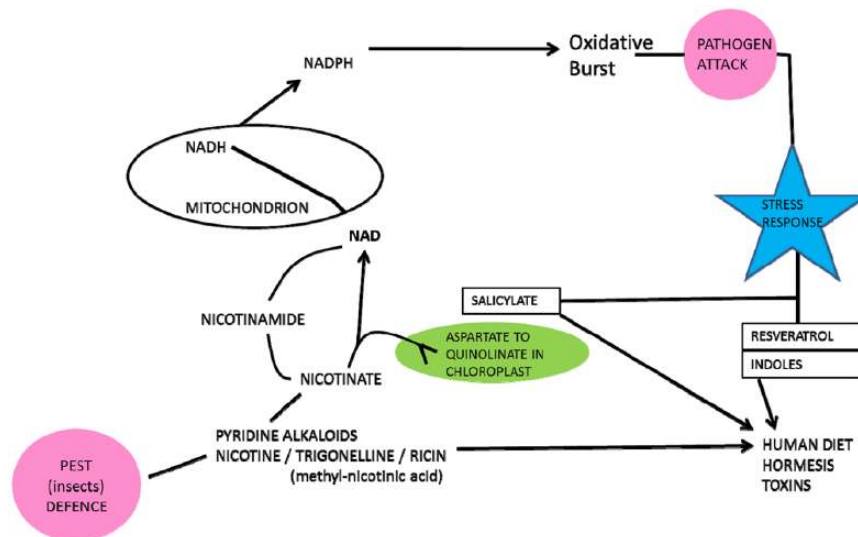 NADPH
Oxidative
Burst
PATHOGEN
ATTACK
NADH
MITOCHONDRION
STRESS
RESPONSE
NAD
SALICYLATE
NICOTINAMIDE
ASPARTATE TO
QUINOLINATE IN
CHLOROPLAST
RESVERATROL
INDOLES
NICOTINATE
PYRIDINE ALKALOIDS
NICOTINE / TRIGONELLINE / RICIN
(methyl-nicotinic acid)
HUMAN DIET
HORMESIS
TOXINS
PEST
(insects)
DEFENCE